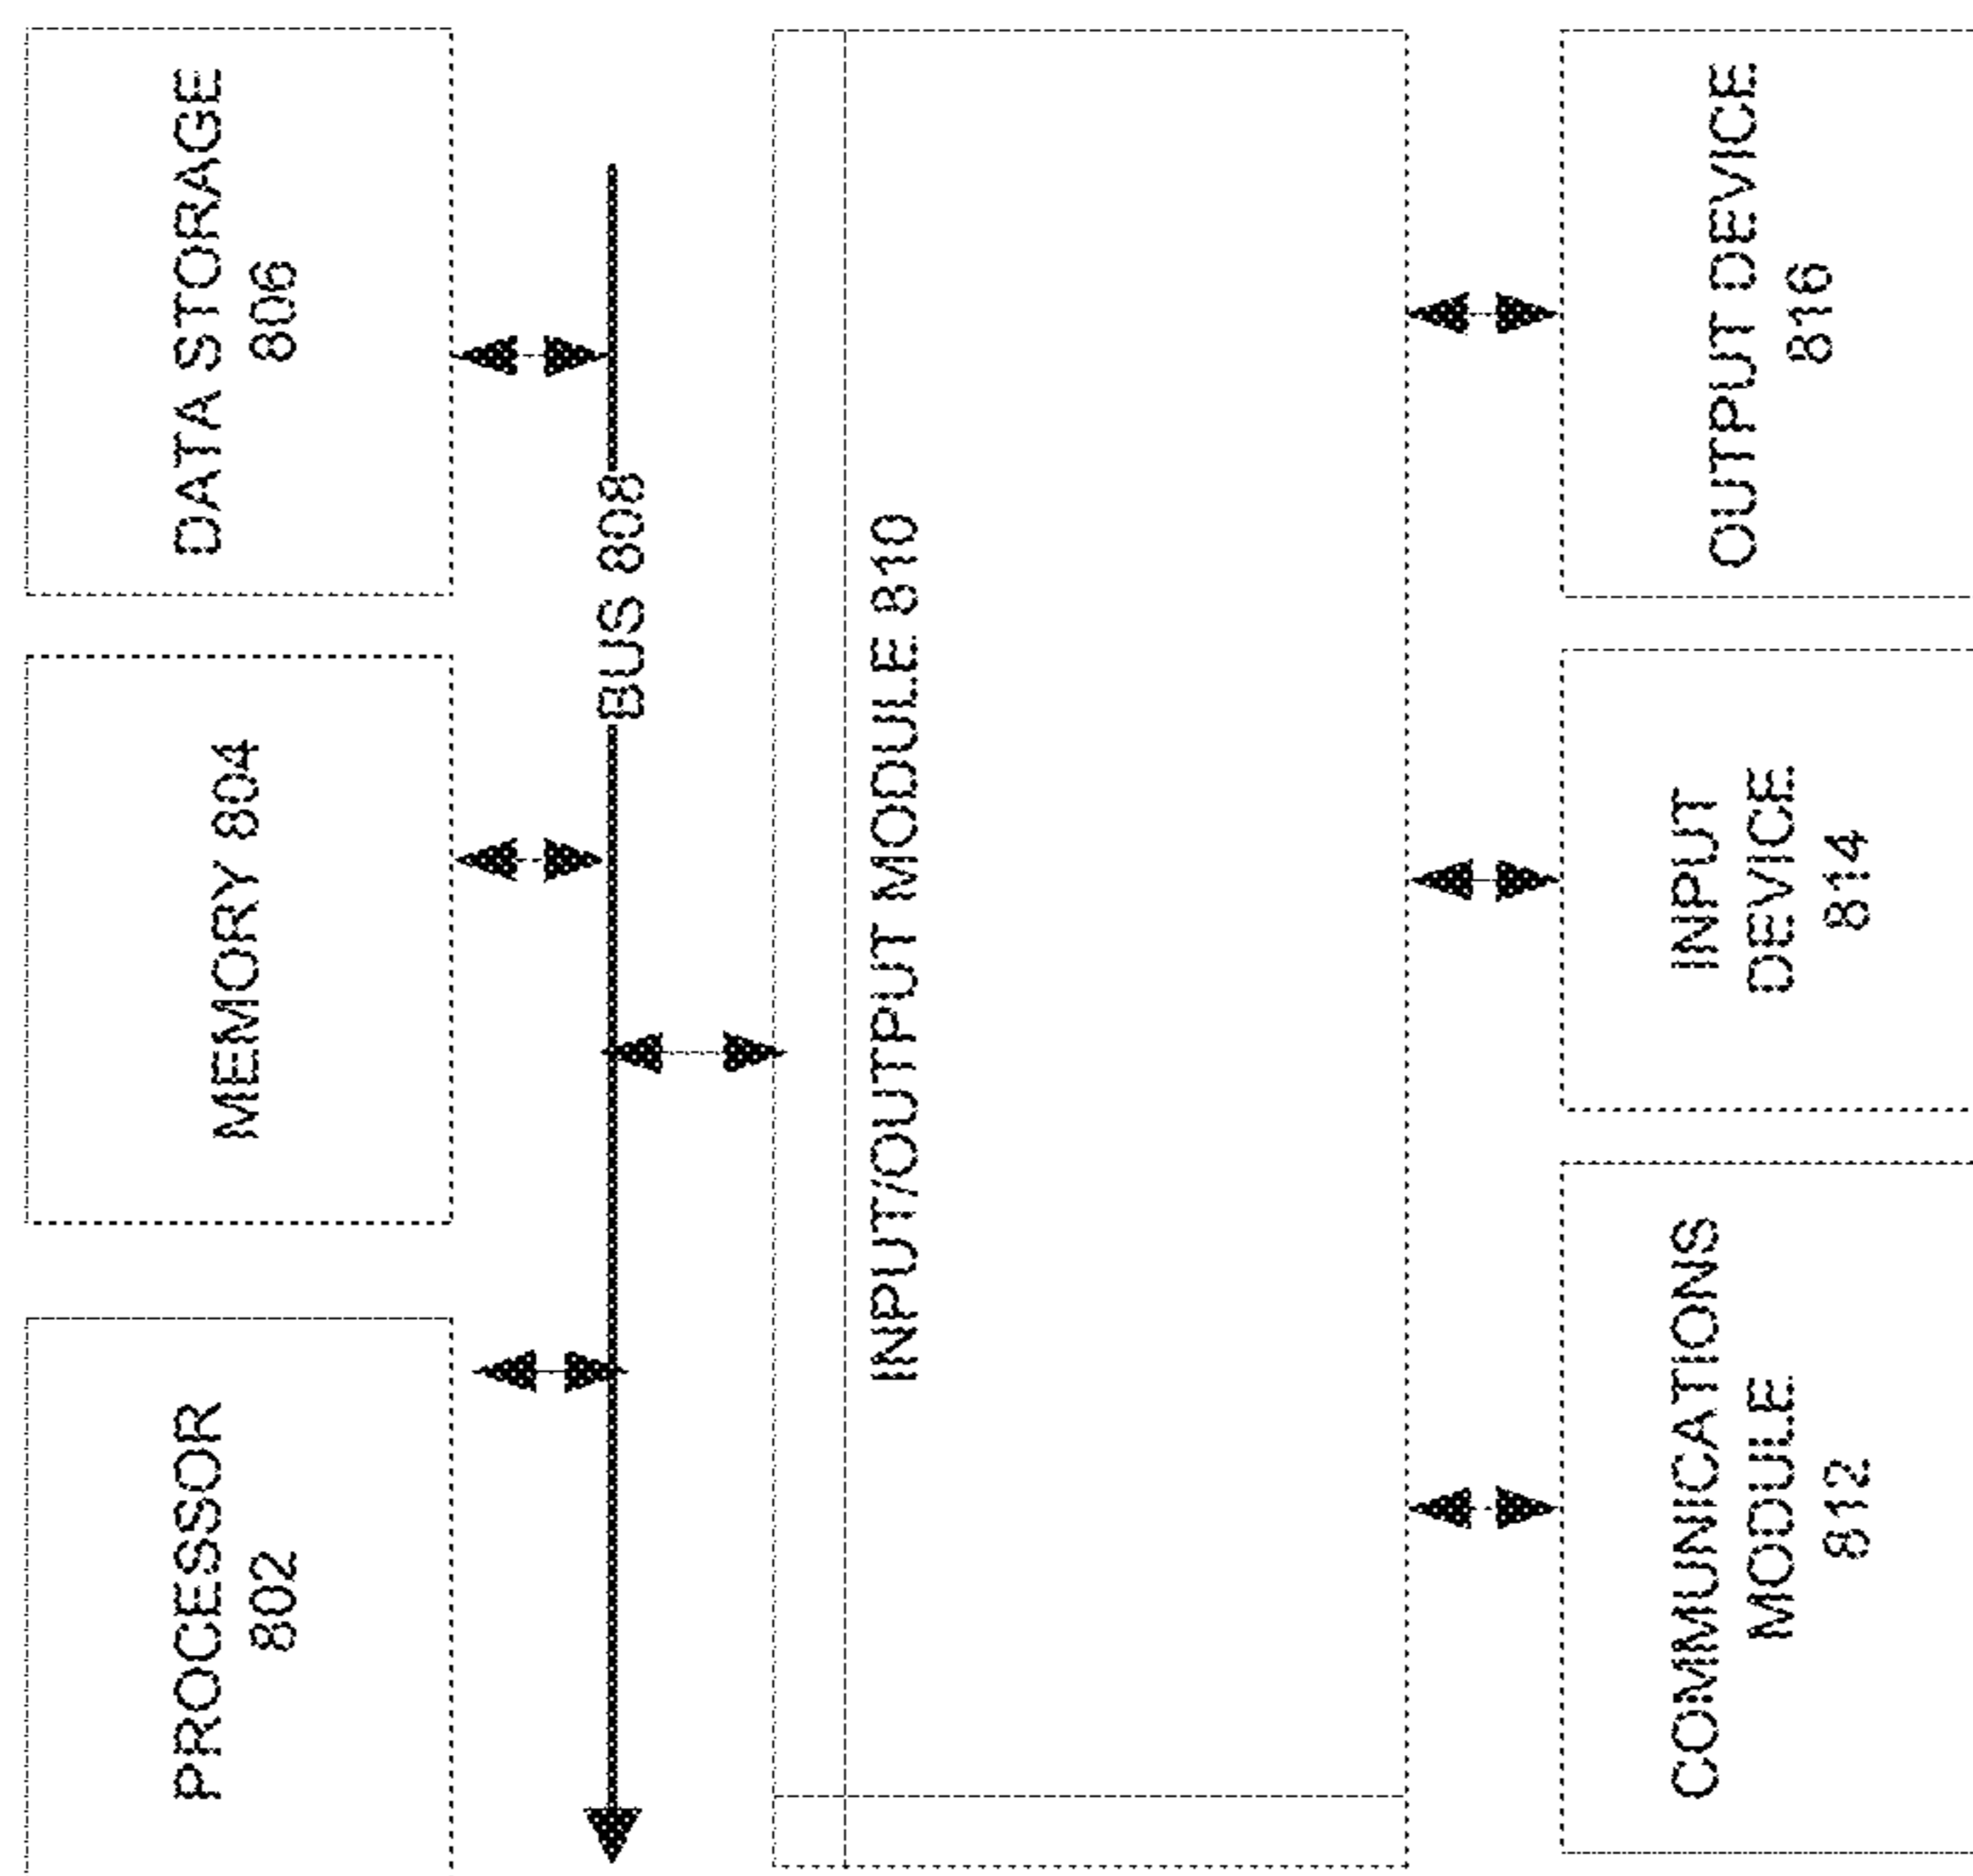 PROCESSOR
802
MEMORY 804
DATA STORAGE
806
BUS 808
INPUT/OUTPUT MODULE 810
COMMUNICATIONS
MODULE
812
INPUT
DEVICE
814
OUTPUT DEVICE
816